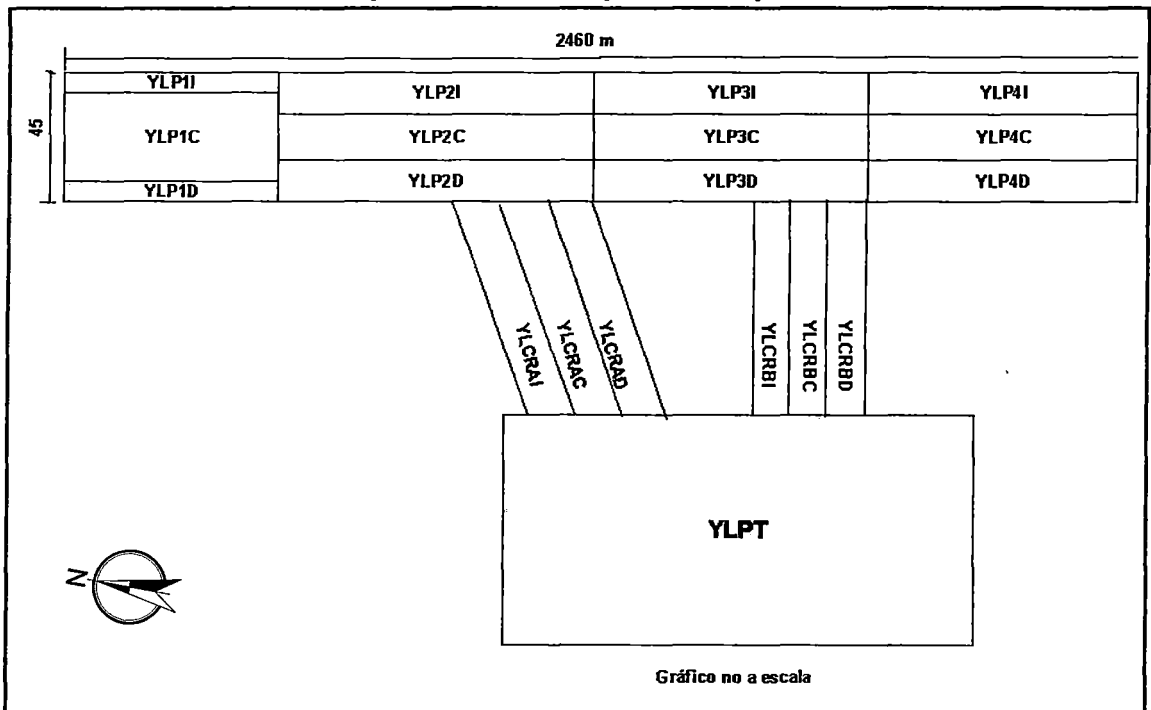 2460 m
45
YLP1I
YLP2I
YLP3I
YLP4I
YLP1C
YLP2C
YLP3C
YLP4C
YLP1D
YLP2D
YLP3D
YLP4D
YLCRAI
YLCRAC
YLCRAD
YLCRBI
YLCRBC
YLCRBD
YLPT
N
Gráfico no a escala